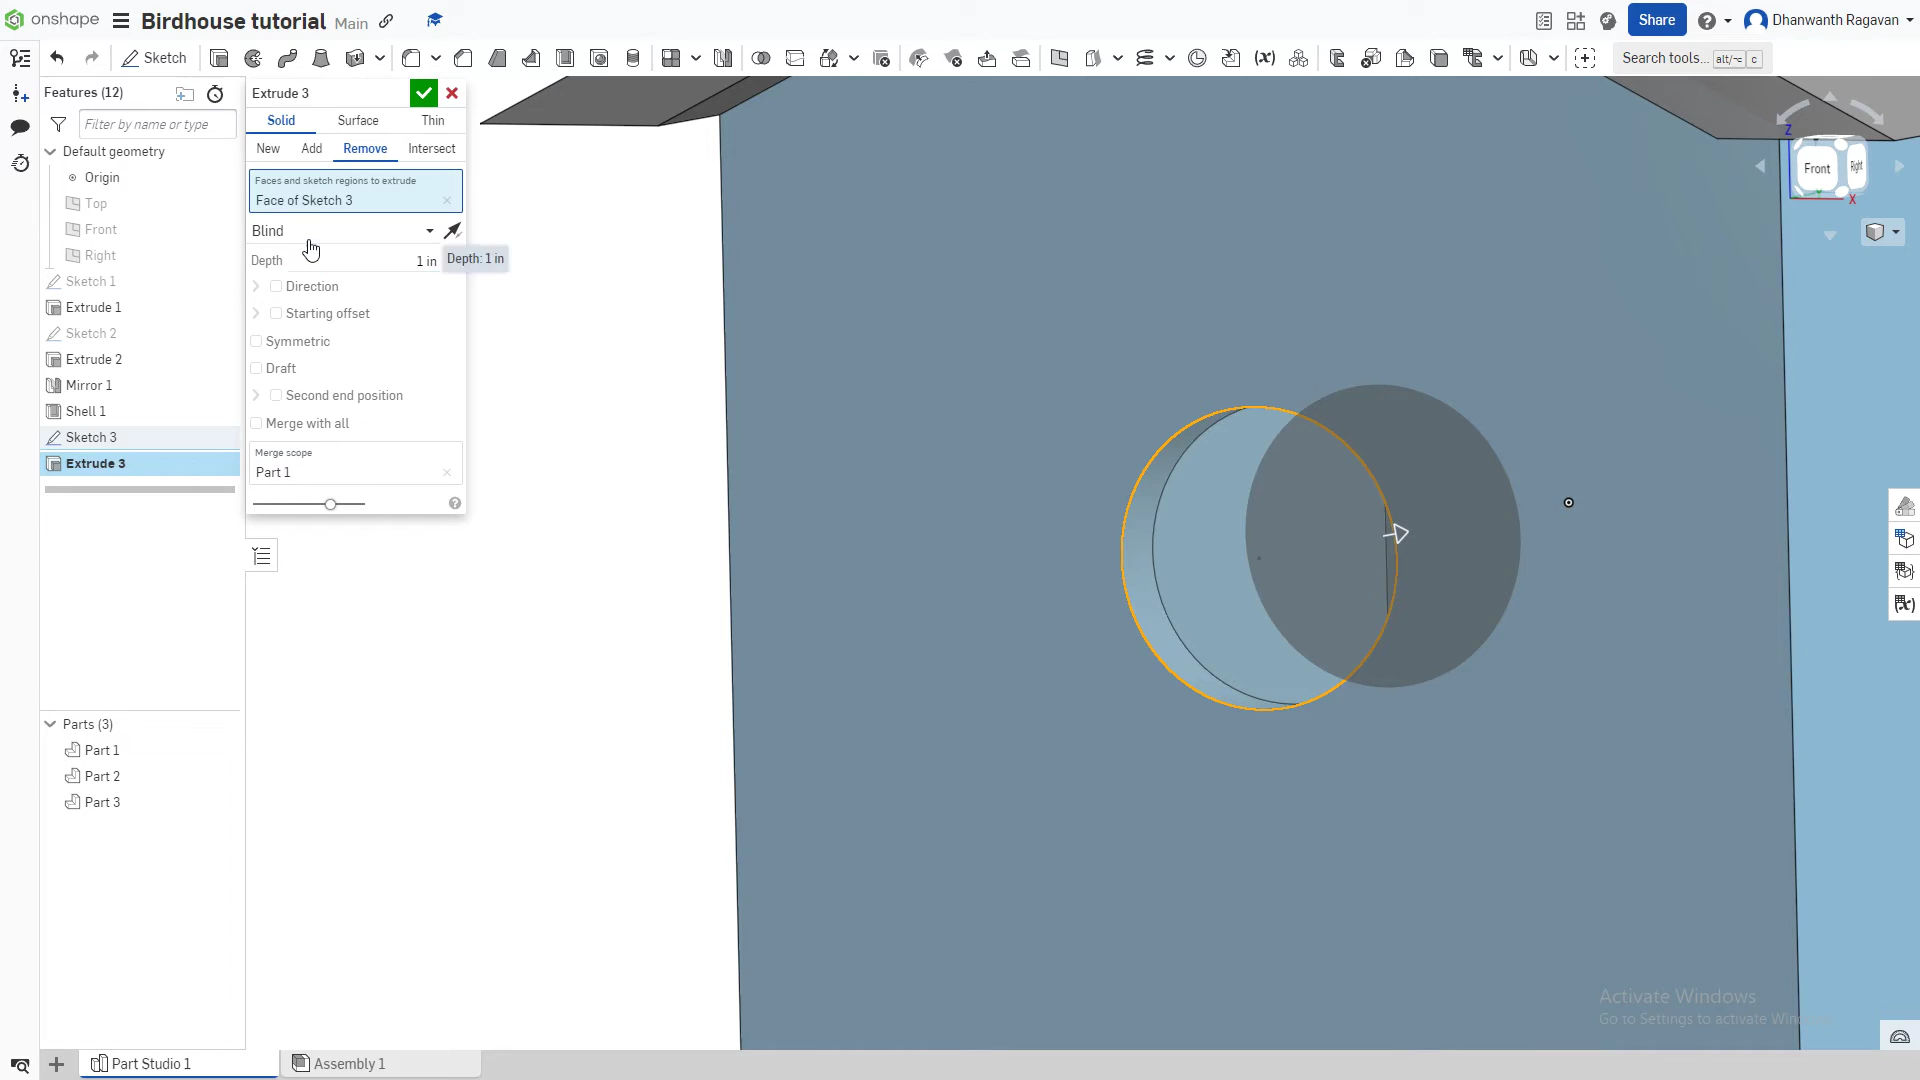 onshape
Birdhouse tutorial
Main
Share
Dhanwanth Ragavan
Sketch
Search tools...
alt/⌥
c
Features (12)
Filter by name or type
Default geometry
Origin
Top
Front
Right
Sketch 1
Extrude 1
Sketch 2
Extrude 2
Mirror 1
Shell 1
Sketch 3
Extrude 3
Extrude 3
Solid
Surface
Thin
New
Add
Remove
Intersect
Faces and sketch regions to extrude
Face of Sketch 3
Blind
Depth
1 in
Depth: 1 in
Direction
Starting offset
Symmetric
Draft
Second end position
Merge with all
Merge scope
Part 1
Z
Front
Right
X
Parts (3)
Part 1
Part 2
Part 3
Activate Windows
Go to Settings to activate
Part Studio 1
Assembly 1